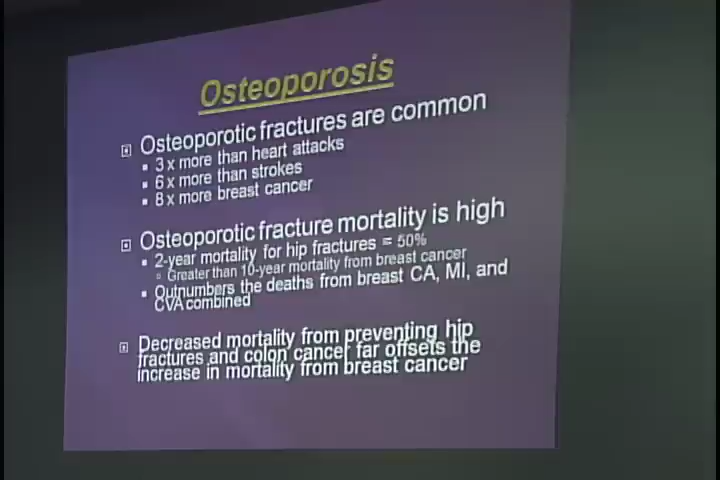 Osteoporosis
Osteoporotic fractures are common
3 x more than heart attacks
6 x more than strokes
8 x more breast cancer
Osteoporotic fracture mortality is high
2-year mortality for hip fractures = 50%
Greater than 10-year mortality from breast cancer
Outnumbers the deaths from breast CA, MI, and
CVA combined
Decreased mortality from preventing hip
fractures and colon cancer far offsets the
increase in mortality from breast cancer